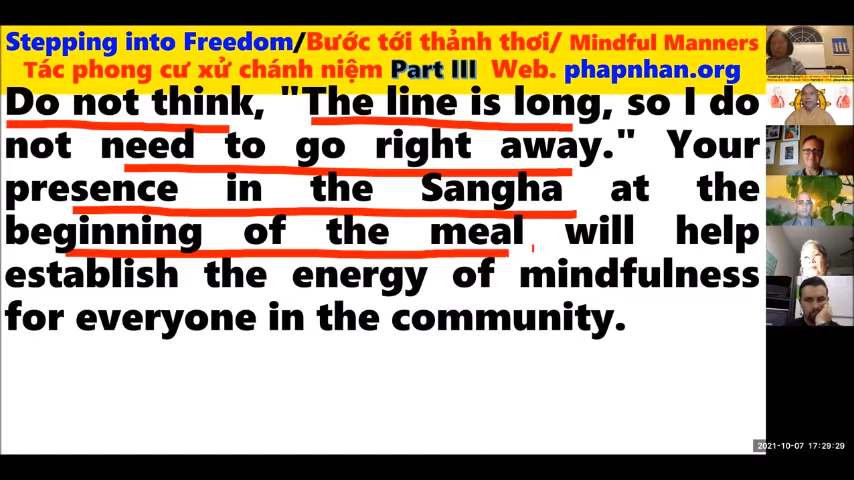 Stepping into Freedom/Bước tới thảnh thơi/ Mindful Manners
Tác phong cư xử chánh niệm Part III Web. phapnhan.org
Do not think, "The line is long, so I do
not need to go right away." Your
presence in the Sangha at the
beginning of the meal will help
establish the energy of mindfulness
for everyone in the community.
2021-10-07 17:29:29